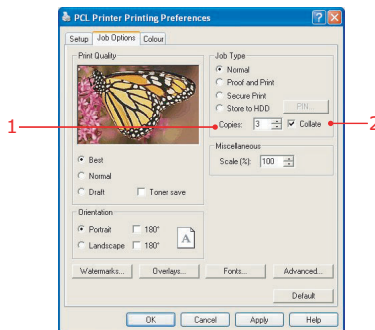 PCL Printer Printing Preferences
Setup Job Options Colour
Print Quality
Best
Normal
Draft Toner save
Orientation
Portrait 180°
Landscape 180°
A
Job Type
Normal
Proof and Print
Secure Print
Store to HDD PIN...
1 Copies: 3 Collate 2
Miscellaneous
Scale (%): 100
Watermarks... Overlays... Fonts... Advanced...
Default
OK Cancel Apply Help